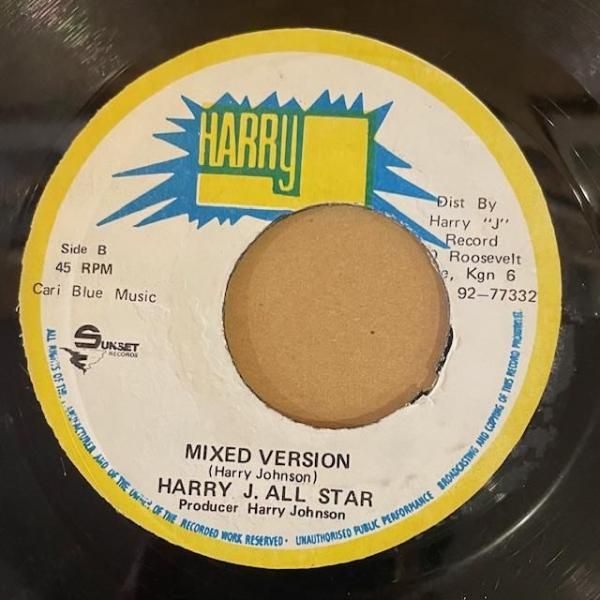 HARRY J
Dist By
Harry "J"
Record
Roosevelt
, Kgn 6
92-77332
Side B
45 RPM
Cari Blue Music
SUNSET
RECORDS
MIXED VERSION
(Harry Johnson)
HARRY J. ALL STAR
Producer Harry Johnson
ALL RIGHTS OF THE MANUFACTURER AND OF THE OWNER OF THE RECORDED WORK RESERVED · UNAUTHORISED PUBLIC PERFORMANCE BROADCASTING AND COPYING OF THIS RECORD PROHIBITED